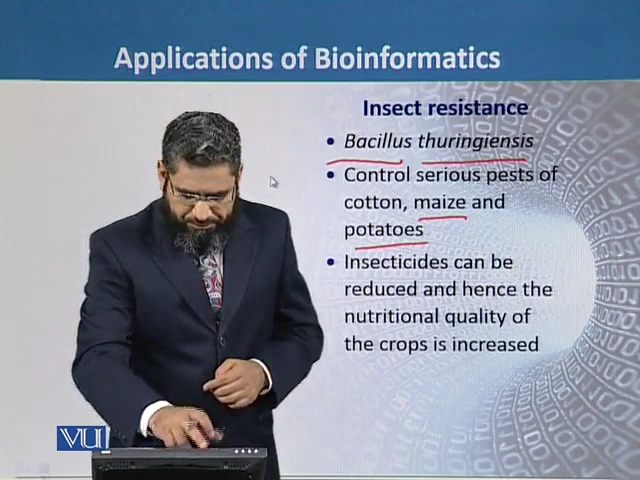 Applications of Bioinformatics
Insect resistance
• Bacillus thuringiensis
• Control serious pests of
cotton, maize and
potatoes
• Insecticides can be
reduced and hence the
nutritional quality of
the crops is increased
VU